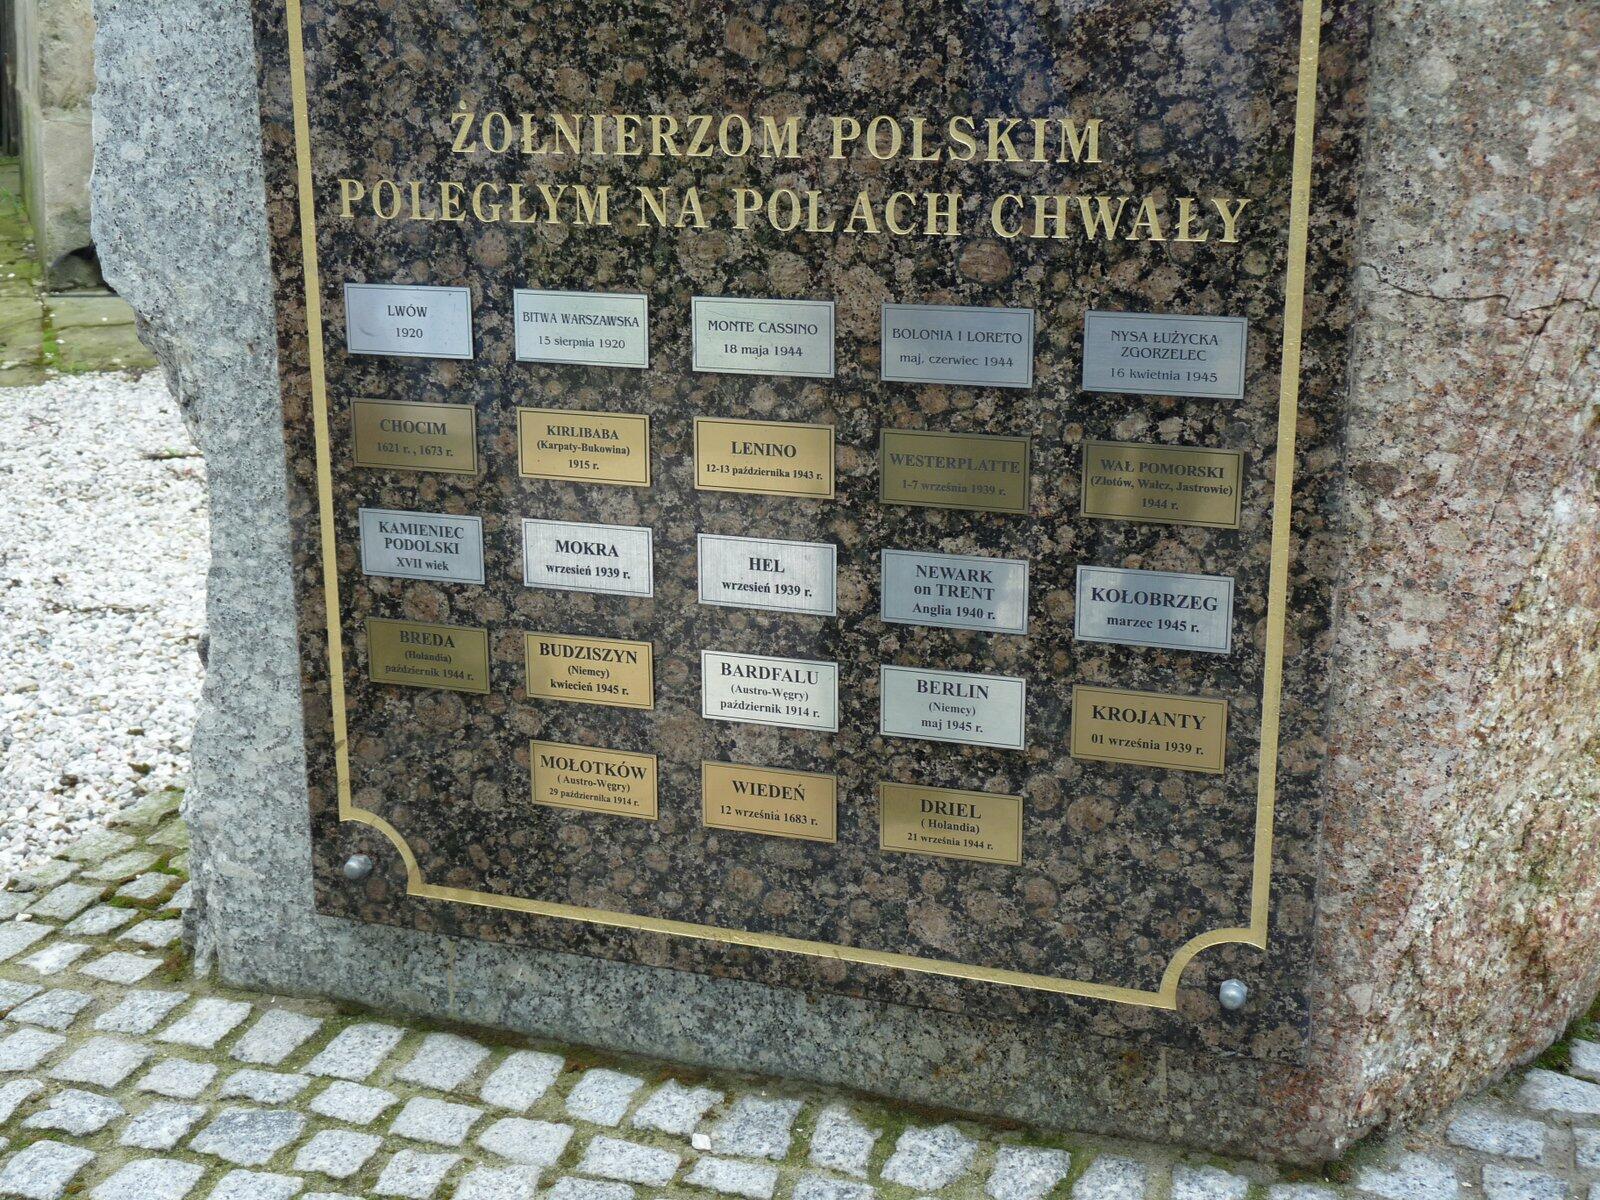 ŻOŁNIERZOM POLSKIM
POLEGŁYM NA POLACH CHWAŁY
LWÓW
1920
BITWA WARSZAWSKA
15 sierpnia 1920
MONTE CASSINO
18 maja 1944
BOLONIA I LORETO
maj, czerwiec 1944
NYSA ŁUŻYCKA
ZGORZELEC
16 kwietnia 1945
CHOCIM
1621 r. , 1673 r.
KIRLIBABA
(Karpaty-Bukowina)
1915 r.
LENINO
12-13 października 1943 r.
WESTERPLATTE
1-7 września 1939 r.
WAŁ POMORSKI
(Złotów, Wałcz, Jastrowie)
1944 r.
KAMIENIEC
PODOLSKI
XVII wiek
MOKRA
wrzesień 1939 r.
HEL
wrzesień 1939 r.
NEWARK
on TRENT
Anglia 1940 r.
KOŁOBRZEG
marzec 1945 r.
BREDA
(Holandia)
październik 1944 r.
BUDZISZYN
(Niemcy)
kwiecień 1945 r.
BARDFALU
(Austro-Węgry)
październik 1914 r.
BERLIN
(Niemcy)
maj 1945 r.
KROJANTY
01 września 1939 r.
MOŁOTKÓW
( Austro-Węgry)
29 października 1914 r.
WIEDEŃ
12 września 1683 r.
DRIEL
( Holandia)
21 września 1944 r.